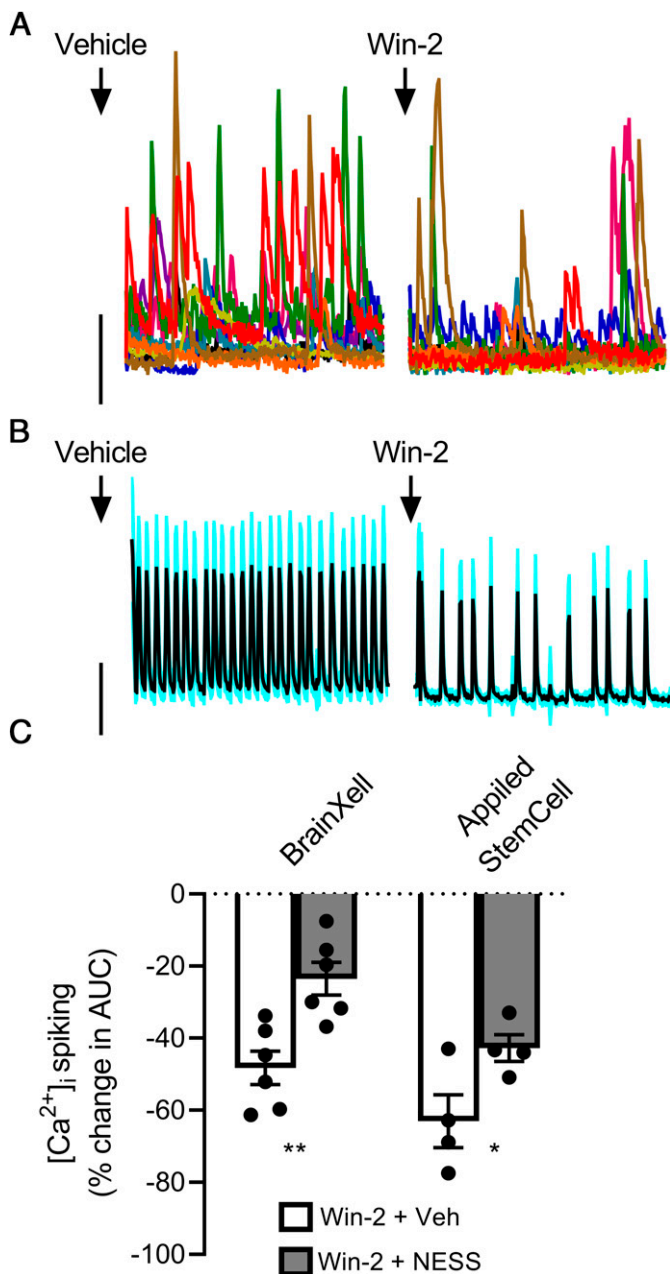 A
Vehicle
Win-2
B
Vehicle
Win-2
C
BrainXell
Appiled
StemCell
0
-20
-40
-60
-80
-100
[Ca²⁺]ᵢ spiking
(% change in AUC)
**
*
Win-2 + Veh
Win-2 + NESS